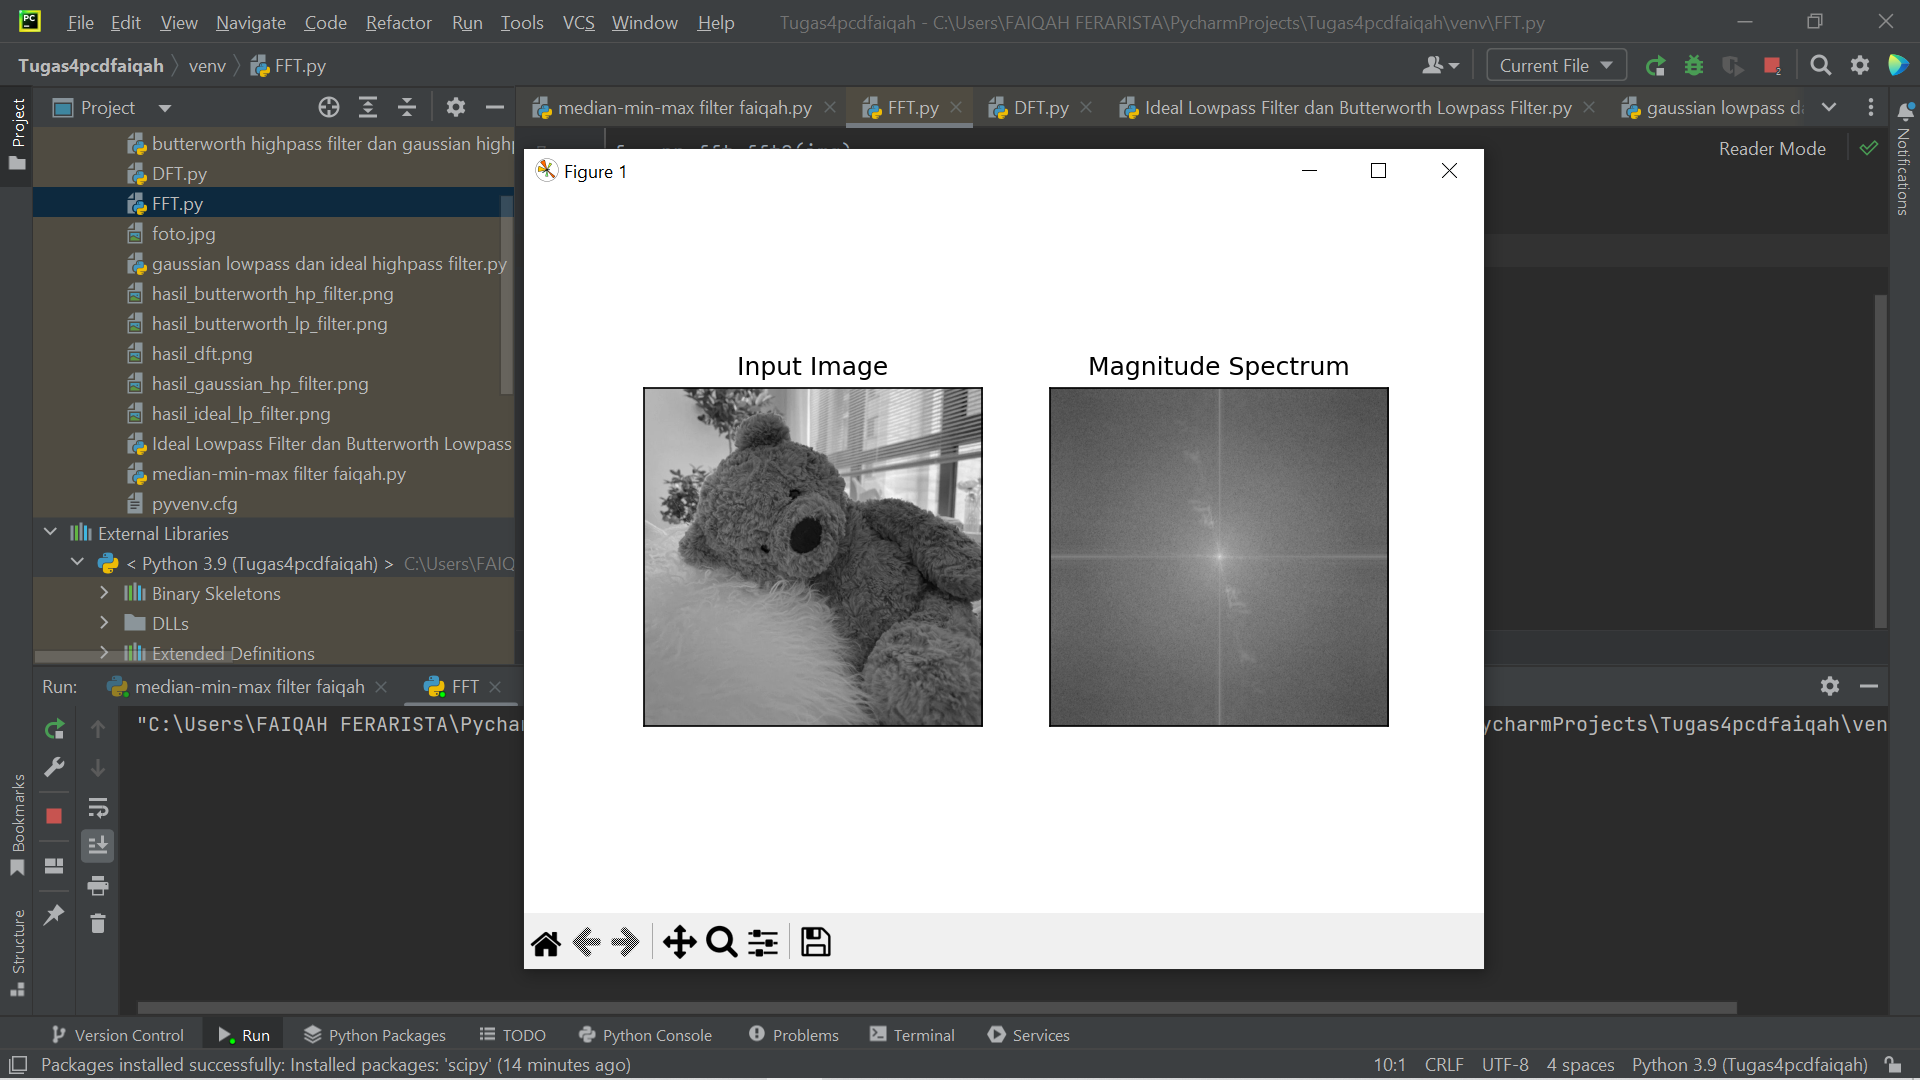 File Edit View Navigate Code Refactor Run Tools VCS Window Help Tugas4pcdfaiqah - C:\Users\FAIQAH FERARISTA\PycharmProjects\Tugas4pcdfaiqah\venv\FFT.py
Tugas4pcdfaiqah venv FFT.py Current File
Project
Project
median-min-max filter faiqah.py FFT.py DFT.py Ideal Lowpass Filter dan Butterworth Lowpass Filter.py gaussian lowpass
Reader Mode
Notifications
butterworth highpass filter dan gaussian
DFT.py
FFT.py
foto.jpg
gaussian lowpass dan ideal highpass filter.py
hasil_butterworth_hp_filter.png
hasil_butterworth_lp_filter.png
hasil_dft.png
hasil_gaussian_hp_filter.png
hasil_ideal_lp_filter.png
Ideal Lowpass Filter dan Butterworth Lowpass
median-min-max filter faiqah.py
pyvenv.cfg
External Libraries
< Python 3.9 (Tugas4pcdfaiqah) > C:\Users\FAIQ
Binary Skeletons
DLLs
Extended Definitions
Figure 1
Input Image
Magnitude Spectrum
Run: median-min-max filter faiqah FFT
"C:\Users\FAIQAH FERARISTA\Pychar
ycharmProjects\Tugas4pcdfaiqah\ven
Bookmarks
Structure
Version Control Run Python Packages TODO Python Console Problems Terminal Services
Packages installed successfully: Installed packages: 'scipy' (14 minutes ago) 10:1 CRLF UTF-8 4 spaces Python 3.9 (Tugas4pcdfaiqah)